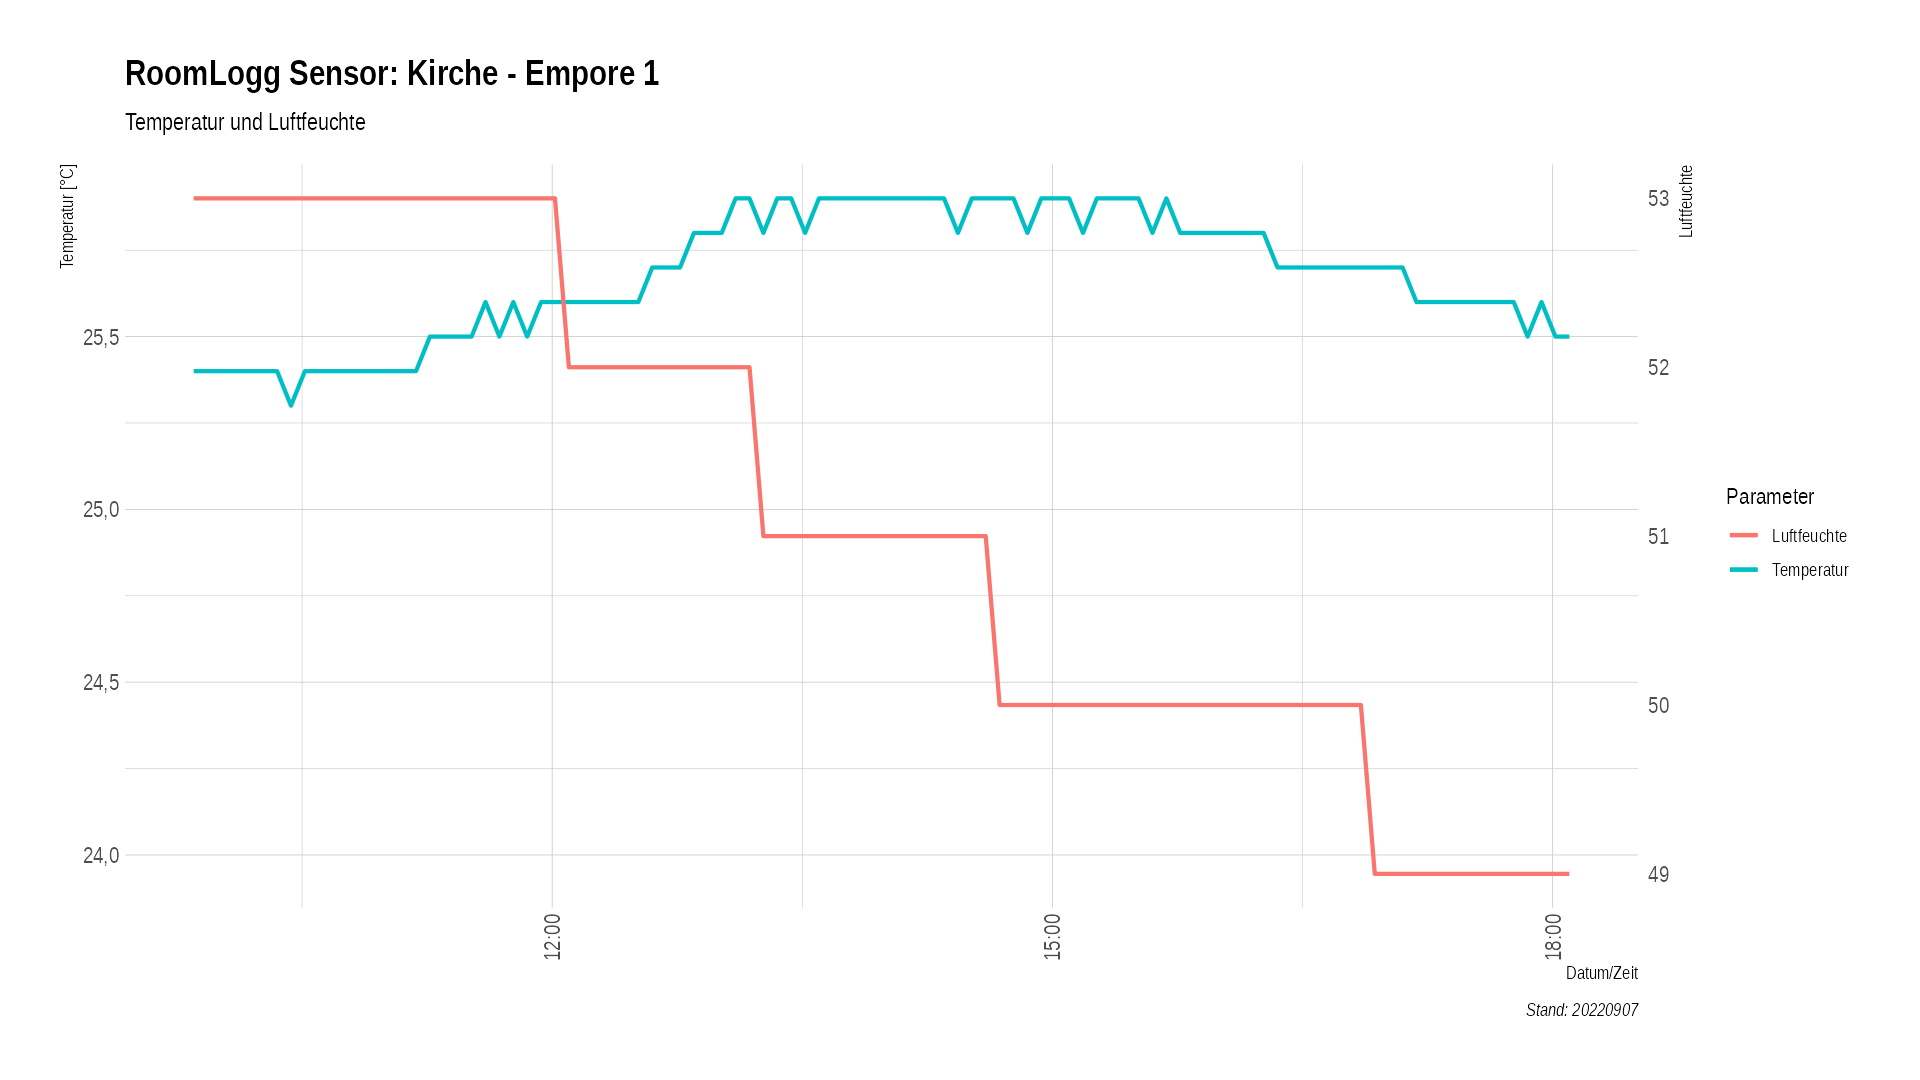 RoomLogg Sensor: Kirche - Empore 1
Temperatur und Luftfeuchte
Temperatur [°C]
Luftfeuchte
25,5
25,0
24,5
24,0
53
52
51
50
49
12:00
15:00
18:00
Datum/Zeit
Parameter
Luftfeuchte
Temperatur
Stand: 20220907